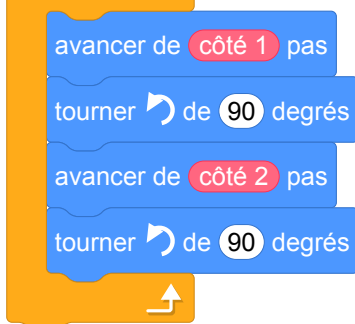 avancer de côté 1 pas
tourner de 90 degrés
avancer de côté 2 pas
tourner de 90 degrés